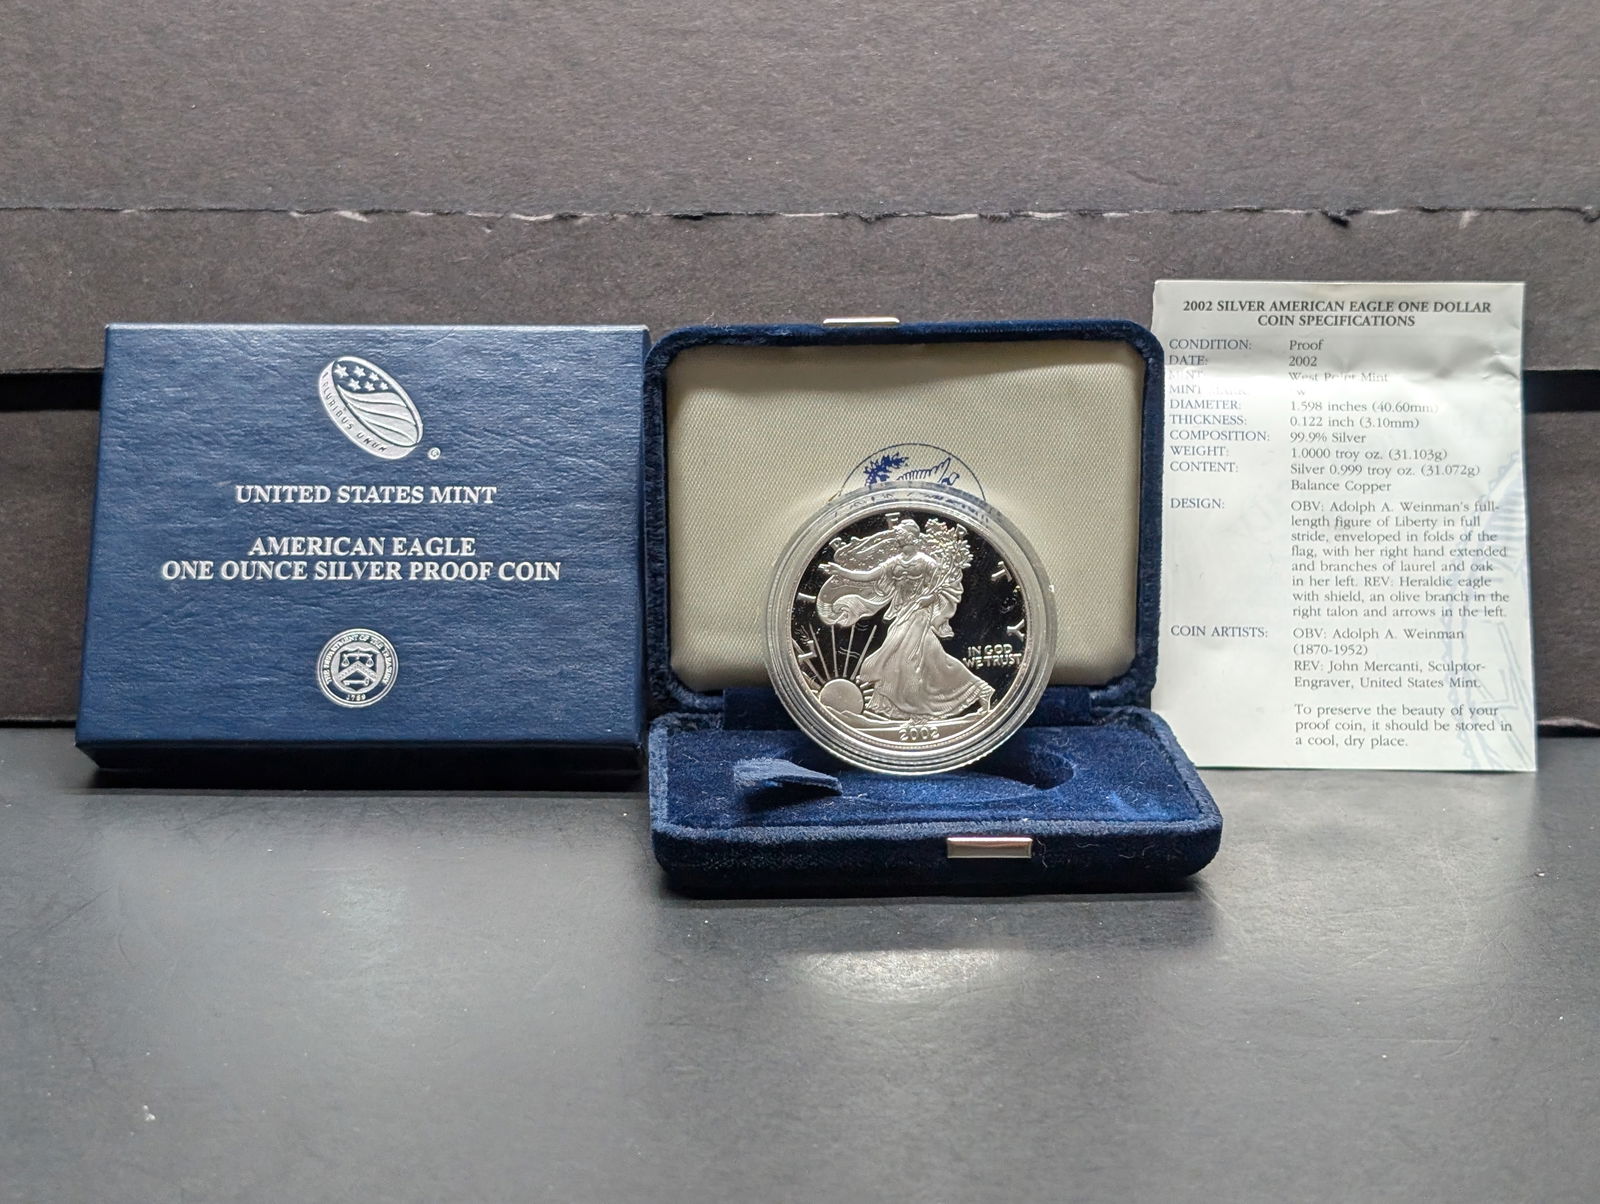 PLURIBUS UNUM
UNITED STATES MINT
AMERICAN EAGLE
ONE OUNCE SILVER PROOF COIN
THE DEPARTMENT OF THE TREASURY
1789
LIBERTY
IN GOD
WE TRUST
2002
2002 SILVER AMERICAN EAGLE ONE DOLLAR
COIN SPECIFICATIONS
CONDITION: Proof
DATE: 2002
MINT: West Point Mint
MINT W
DIAMETER: 1.598 inches (40.60mm)
THICKNESS: 0.122 inch (3.10mm)
COMPOSITION: 99.9% Silver
WEIGHT: 1.0000 troy oz. (31.103g)
CONTENT: Silver 0.999 troy oz. (31.072g)
Balance Copper
DESIGN: OBV: Adolph A. Weinman's full-
length figure of Liberty in full
stride, enveloped in folds of the
flag, with her right hand extended
and branches of laurel and oak
in her left. REV: Heraldic eagle
with shield, an olive branch in the
right talon and arrows in the left.
COIN ARTISTS: OBV: Adolph A. Weinman
(1870-1952)
REV: John Mercanti, Sculptor-
Engraver, United States Mint.
To preserve the beauty of your
proof coin, it should be stored in
a cool, dry place.